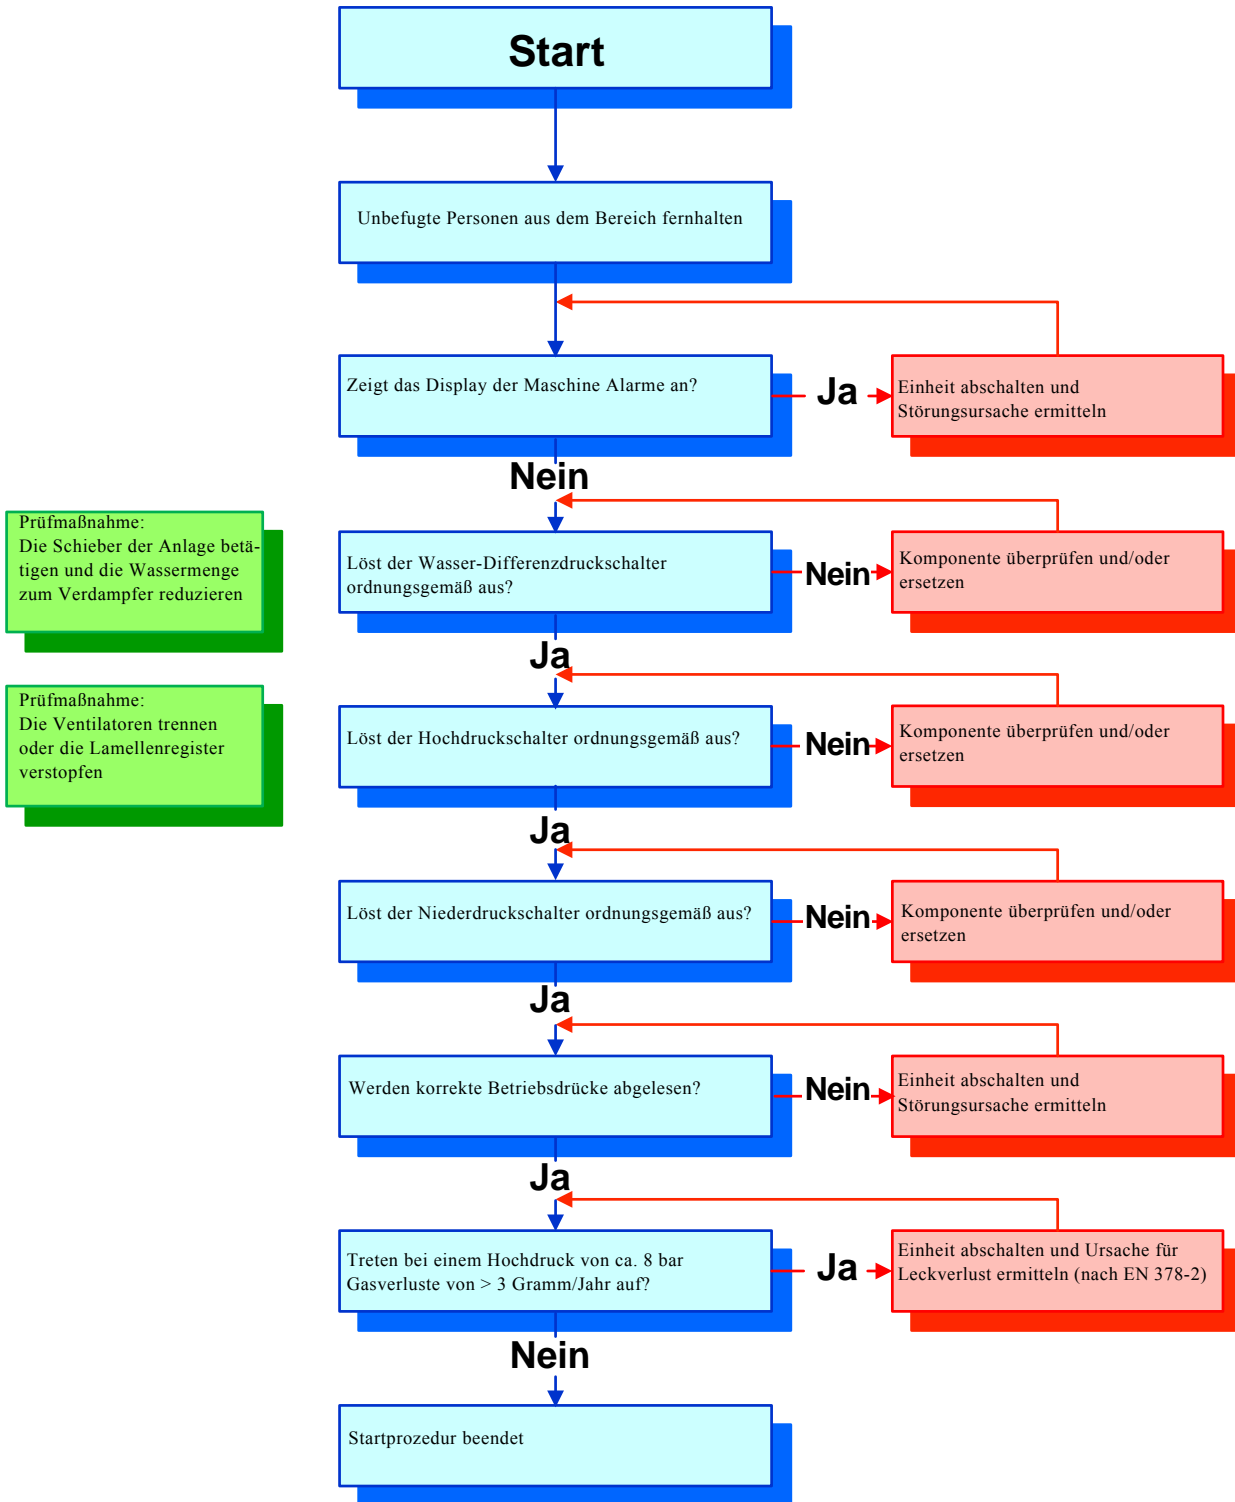 Start
Unbefugte Personen aus dem Bereich fernhalten
Zeigt das Display der Maschine Alarme an?
Ja
Einheit abschalten und
Störungsursache ermitteln
Nein
Prüfmaßnahme:
Die Schieber der Anlage betä-
tigen und die Wassermenge
zum Verdampfer reduzieren
Löst der Wasser-Differenzdruckschalter
ordnungsgemäß aus?
Nein
Komponente überprüfen und/oder
ersetzen
Ja
Prüfmaßnahme:
Die Ventilatoren trennen
oder die Lamellenregister
verstopfen
Löst der Hochdruckschalter ordnungsgemäß aus?
Nein
Komponente überprüfen und/oder
ersetzen
Ja
Löst der Niederdruckschalter ordnungsgemäß aus?
Nein
Komponente überprüfen und/oder
ersetzen
Ja
Werden korrekte Betriebsdrücke abgelesen?
Nein
Einheit abschalten und
Störungsursache ermitteln
Ja
Treten bei einem Hochdruck von ca. 8 bar
Gasverluste von > 3 Gramm/Jahr auf?
Ja
Einheit abschalten und Ursache für
Leckverlust ermitteln (nach EN 378-2)
Nein
Startprozedur beendet